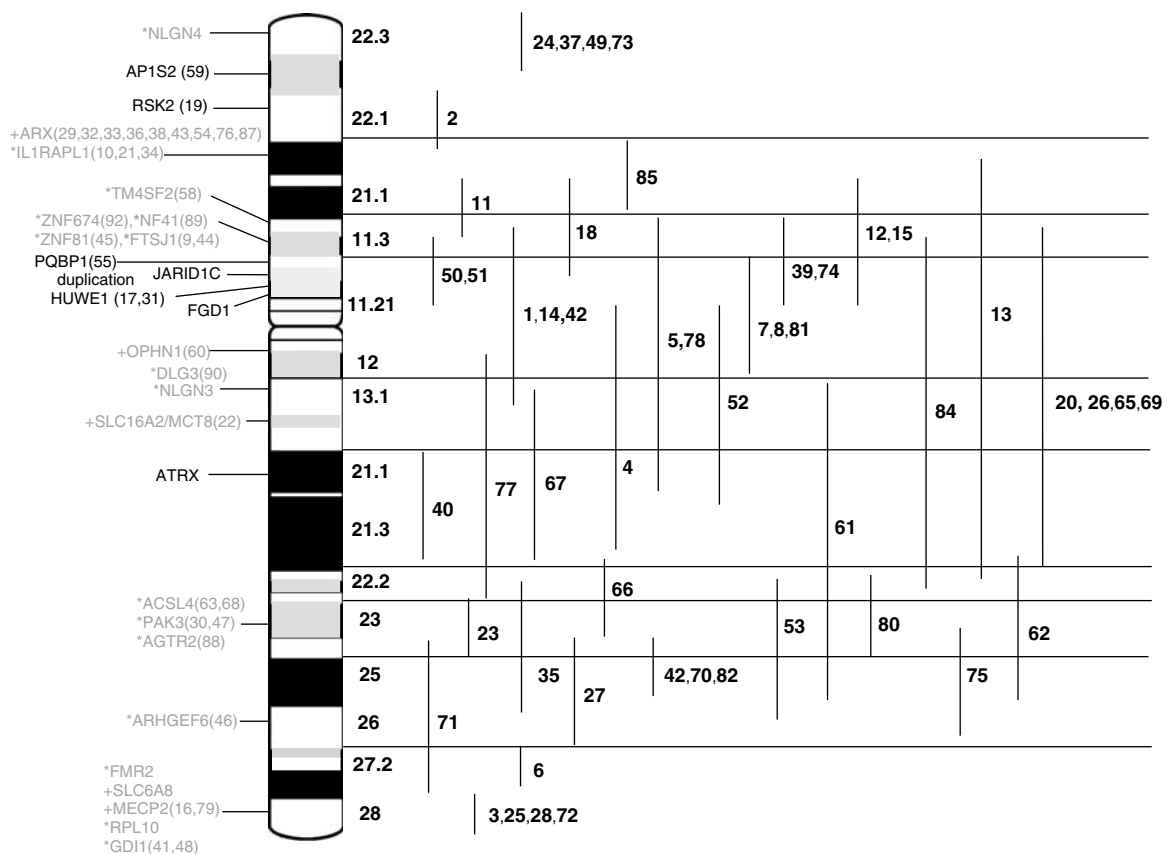 *NLGN4
AP1S2 (59)
RSK2 (19)
+ARX(29,32,33,36,38,43,54,76,87)
*IL1RAPL1(10,21,34)
*TM4SF2(58)
*ZNF674(92),*NF41(89)
*ZNF81(45),*FTSJ1(9,44)
PQBP1(55)
duplication
JARID1C
HUWE1 (17,31)
FGD1
+OPHN1(60)
*DLG3(90)
*NLGN3
+SLC16A2/MCT8(22)
ATRX
*ACSL4(63,68)
*PAK3(30,47)
*AGTR2(88)
*ARHGEF6(46)
*FMR2
+SLC6A8
+MECP2(16,79)
*RPL10
*GDI1(41,48)
22.3
22.1
21.1
11.3
11.21
12
13.1
21.1
21.3
22.2
23
25
26
27.2
28
24,37,49,73
2
85
11
18
12,15
50,51
39,74
1,14,42
5,78
7,8,81
13
52
84
20, 26,65,69
4
77
67
40
61
66
23
53
80
62
35
42,70,82
75
27
71
6
3,25,28,72